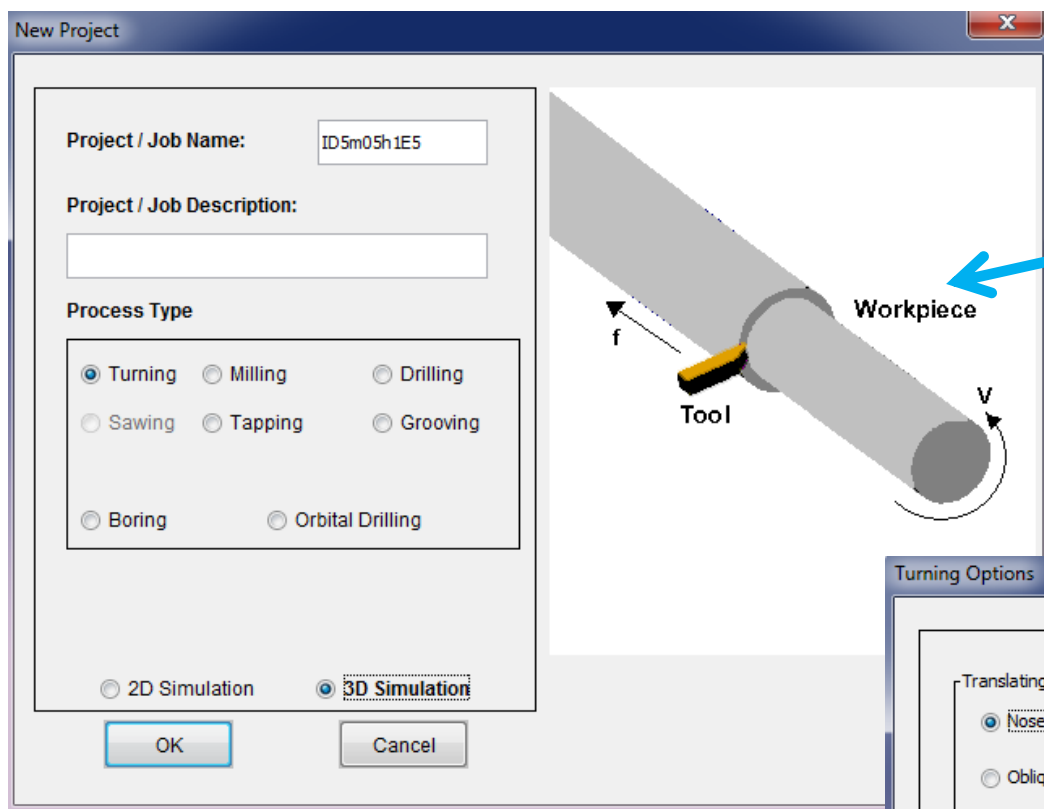 New Project
X
Project / Job Name:
ID5m05h1E5
Project / Job Description:
Process Type
Turning Milling Drilling
Sawing Tapping Grooving
Boring Orbital Drilling
2D Simulation 3D Simulation
OK Cancel
Workpiece
f
Tool
V
Turning Options
Translating
Nose